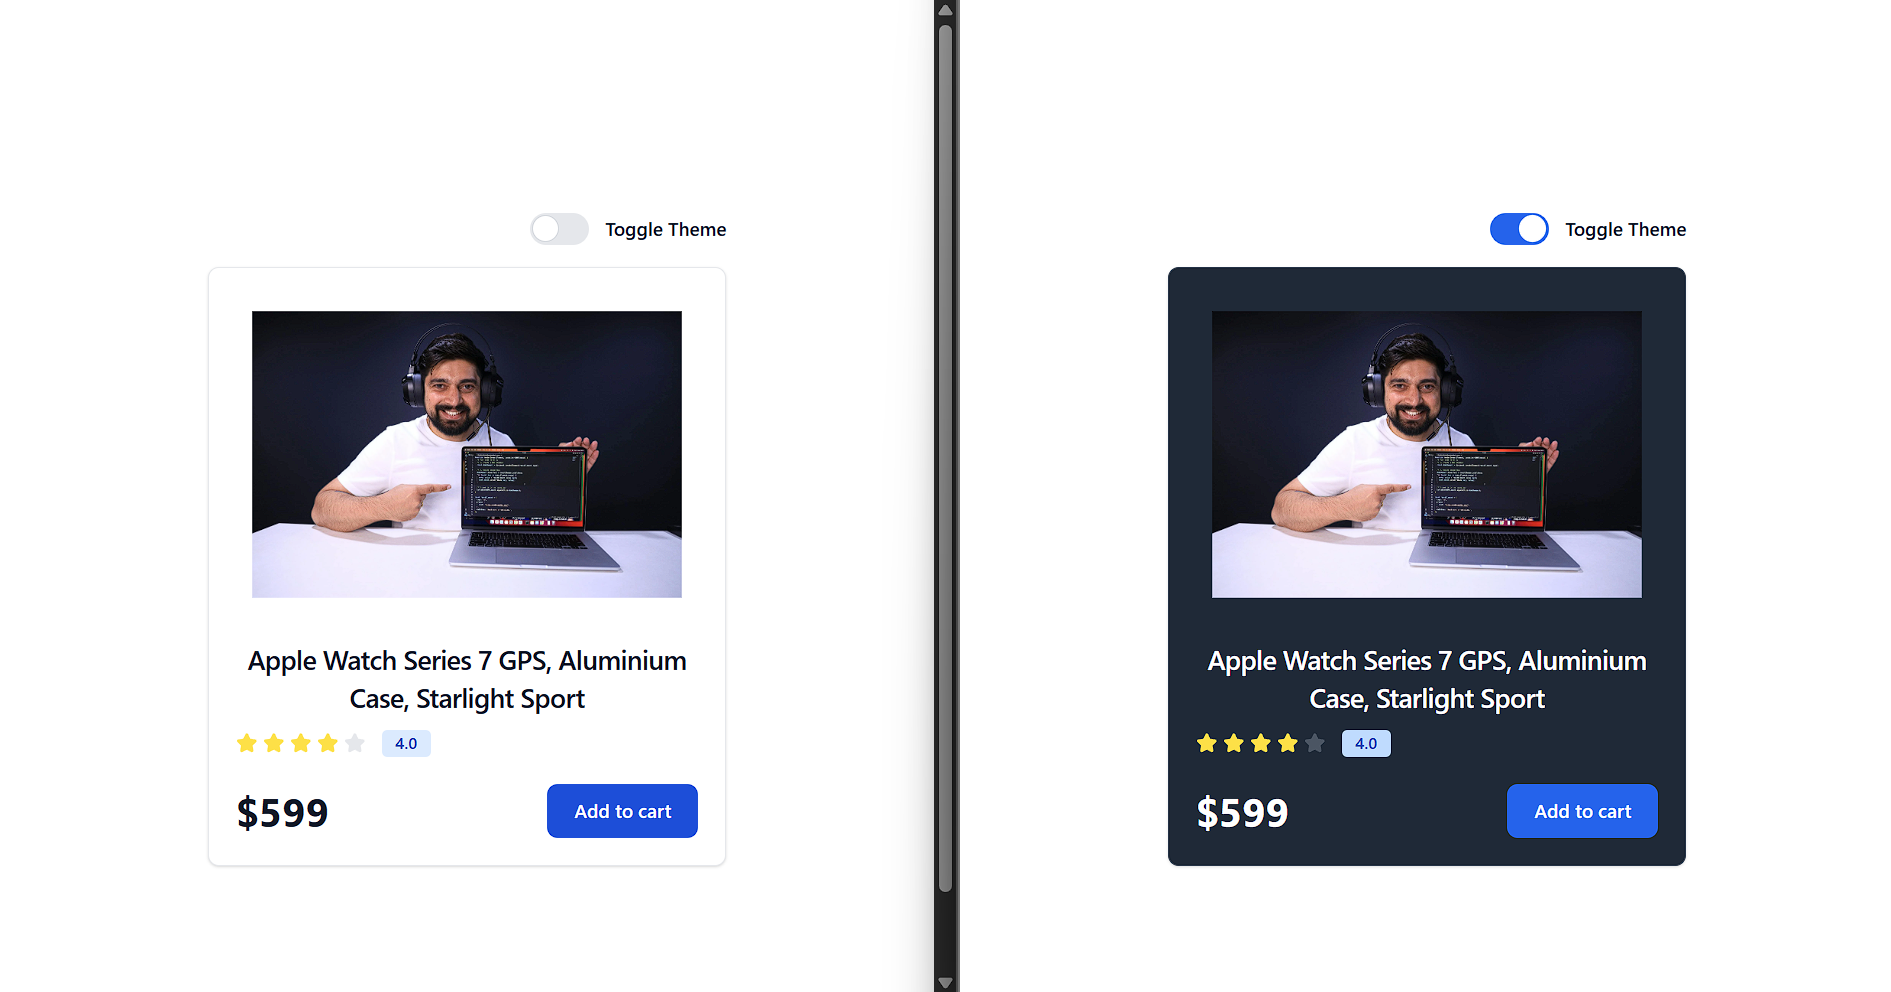 Toggle Theme
Apple Watch Series 7 GPS, Aluminium
Case, Starlight Sport
4.0
$599
Add to cart
Toggle Theme
Apple Watch Series 7 GPS, Aluminium
Case, Starlight Sport
4.0
$599
Add to cart